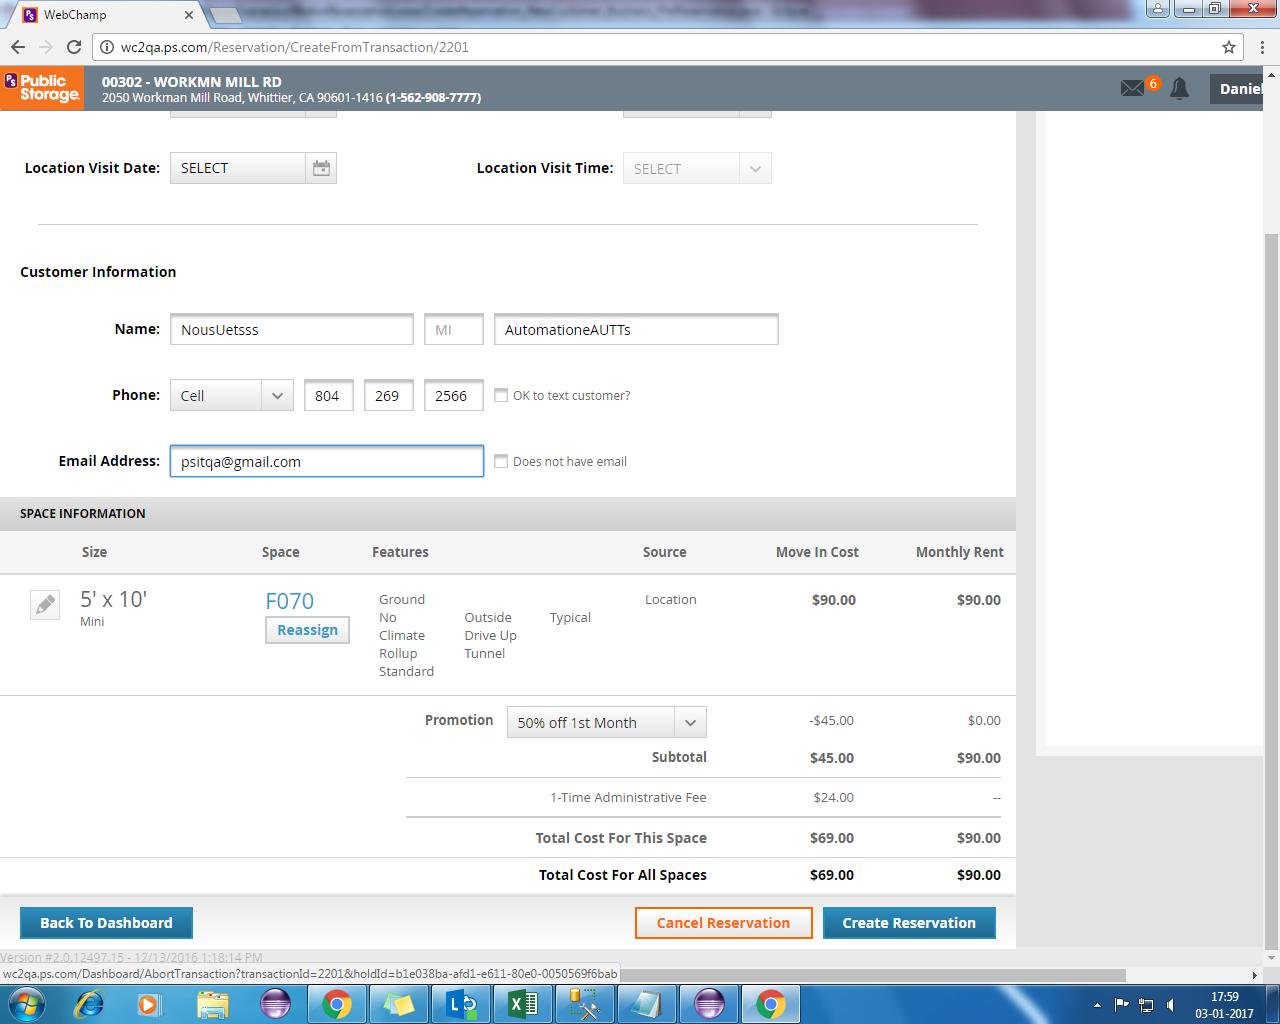 WebChamp
wc2qa.ps.com/Reservation/CreateFromTransaction/2201
PS Public Storage.
00302 - WORKMN MILL RD
2050 Workman Mill Road, Whittier, CA 90601-1416 (1-562-908-7777)
6
Daniel
Location Visit Date: SELECT Location Visit Time: SELECT
Customer Information
Name: NousUetsss MI AutomationeAUTTs
Phone: Cell 804 269 2566 OK to text customer?
Email Address: psitqa@gmail.com Does not have email
SPACE INFORMATION
Size Space Features Source Move In Cost Monthly Rent
5' x 10' F070 Ground Location $90.00 $90.00
Mini Reassign No Outside Typical
Climate Drive Up
Rollup Tunnel
Standard
Promotion 50% off 1st Month -$45.00 $0.00
Subtotal $45.00 $90.00
1-Time Administrative Fee $24.00 --
Total Cost For This Space $69.00 $90.00
Total Cost For All Spaces $69.00 $90.00
Back To Dashboard Cancel Reservation Create Reservation
Version #2.0.12497.15 - 12/13/2016 1:18:14 PM
wc2qa.ps.com/Dashboard/AbortTransaction?transactionId=2201&holdId=b1e038ba-afd1-e611-80e0-0050569f6bab
17:59
03-01-2017